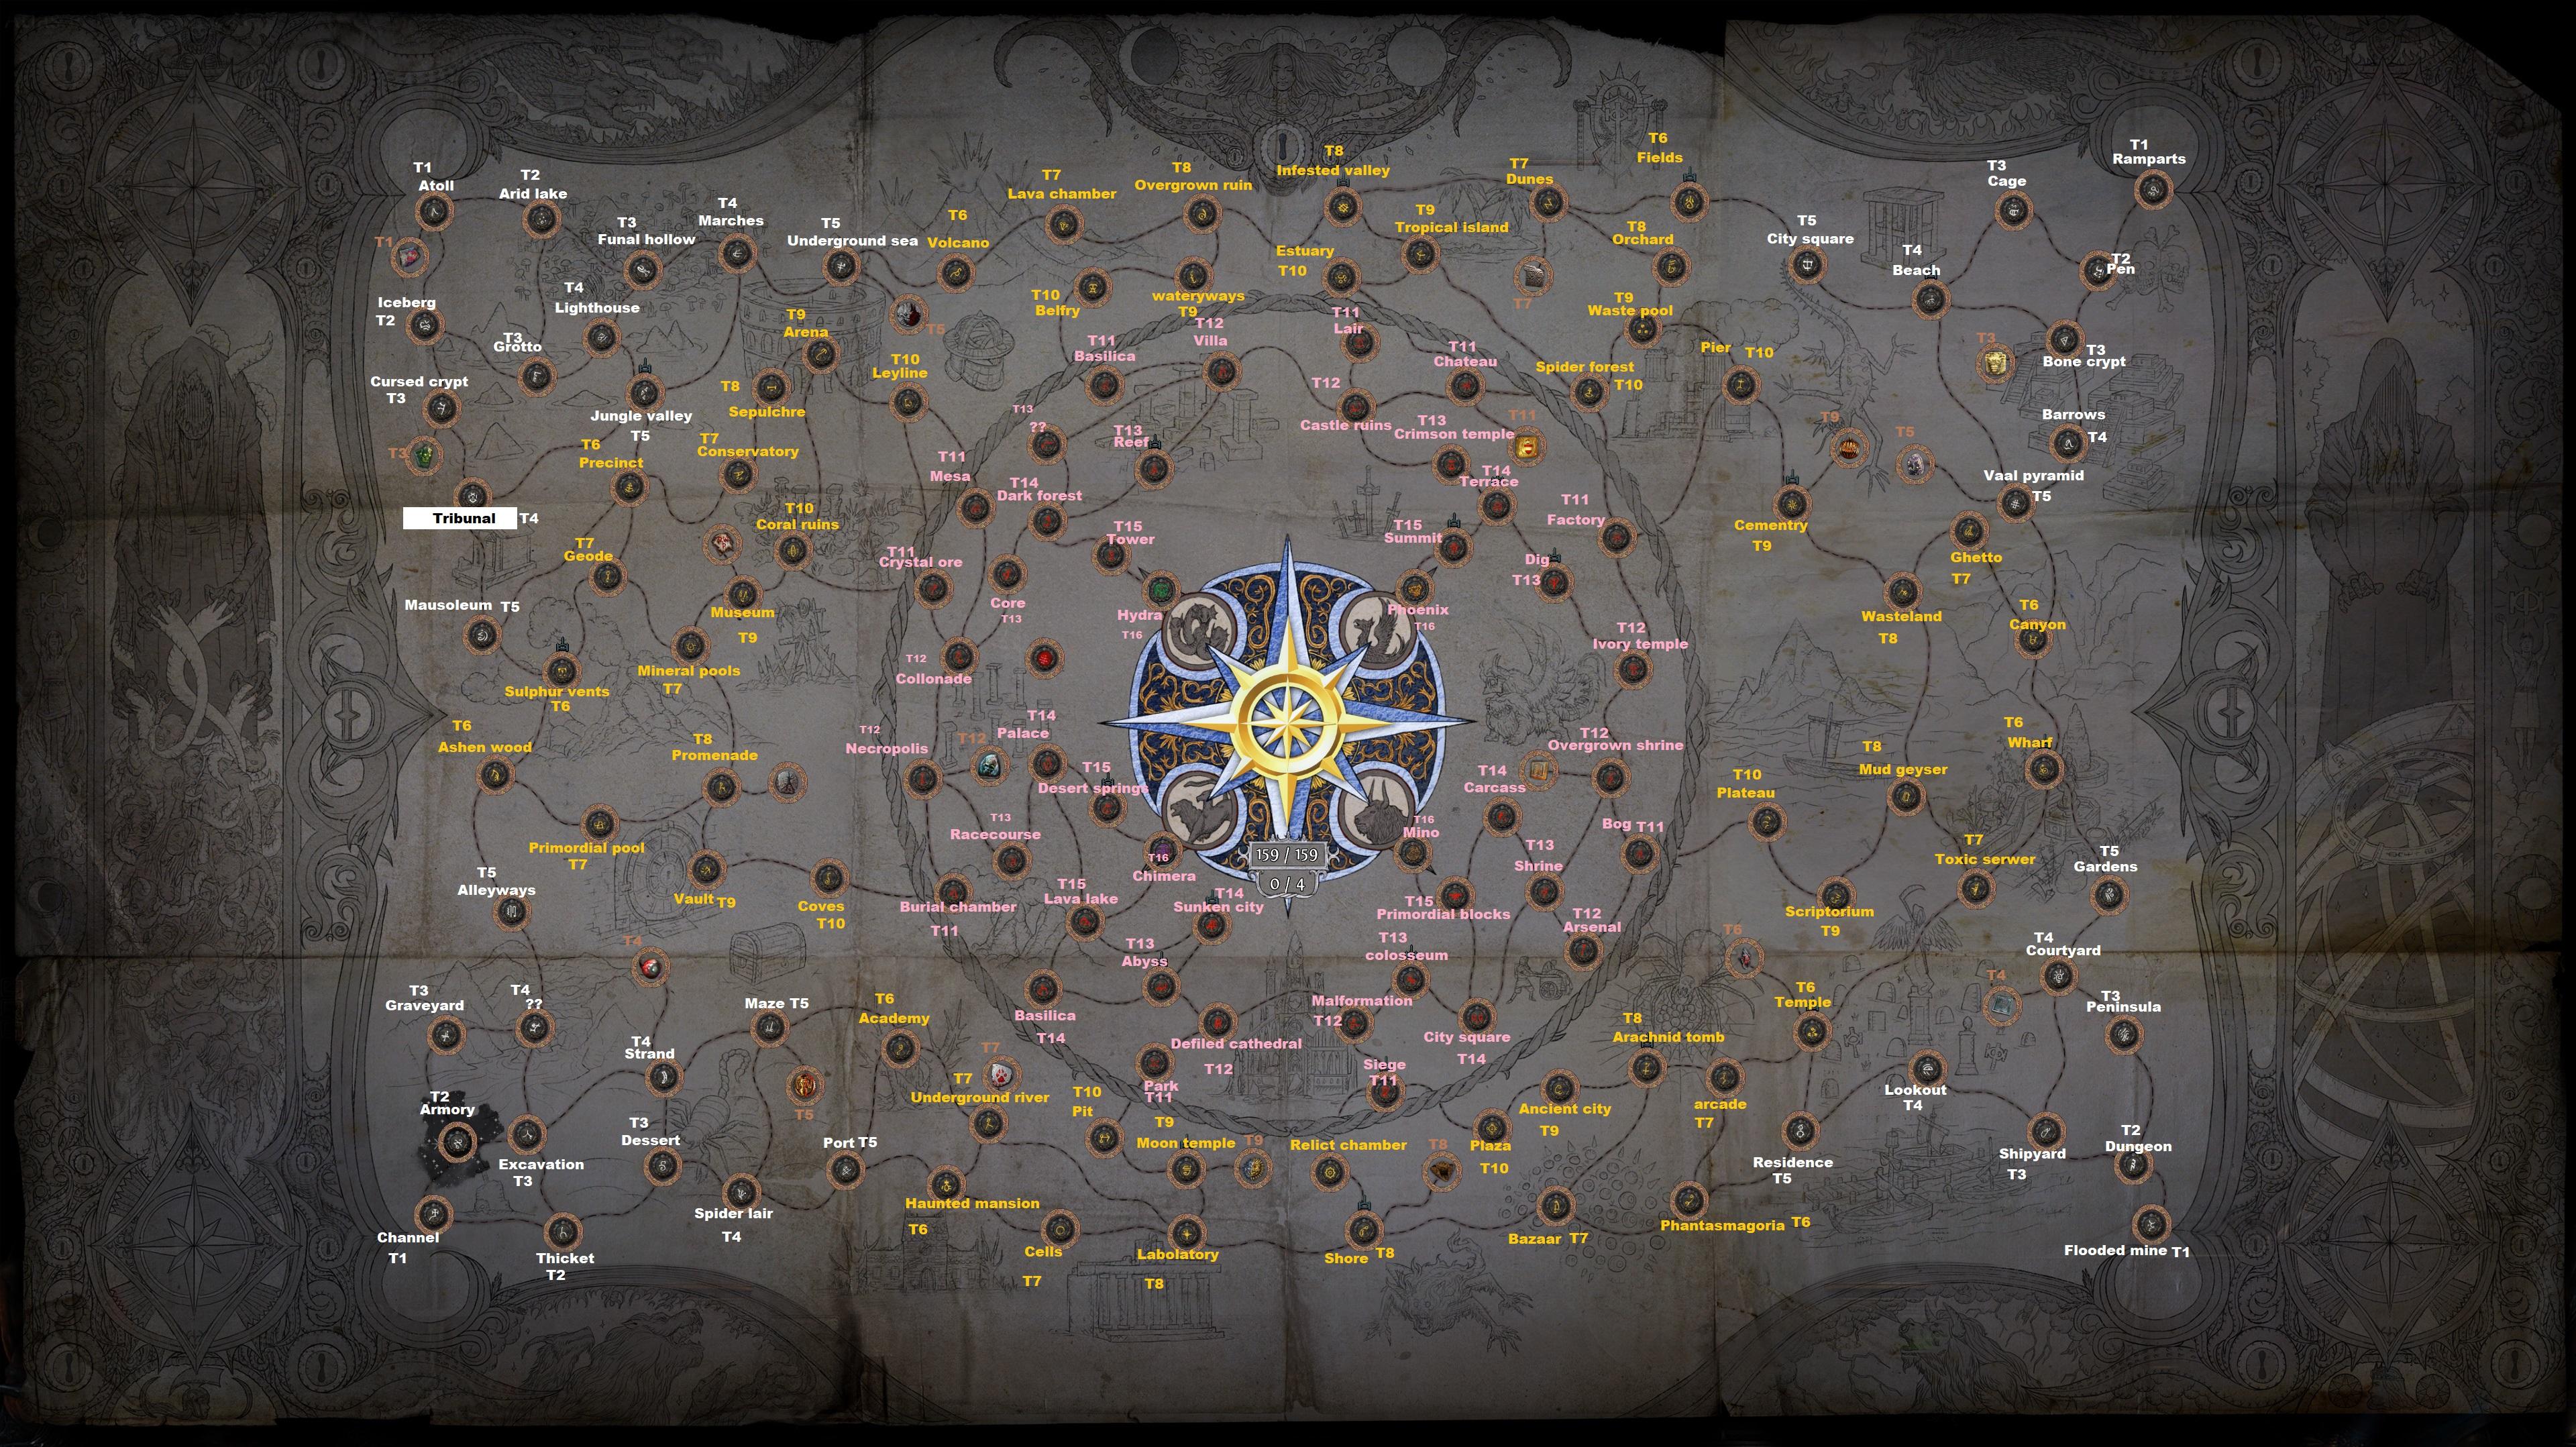 T1
Atoll
T2
Arid lake
T1
T3
Funal hollow
T4
Marches
T5
Underground sea
T6
Volcano
T7
Lava chamber
T8
Overgrown ruin
T8
Infested valley
T7
Dunes
T6
Fields
T9
Tropical island
T8
Orchard
T5
City square
T3
Cage
T1
Ramparts
T4
Beach
T2
Pen
Iceberg
T2
T4
Lighthouse
T3
Grotto
T9
Arena
T5
T10
Belfry
wateryways
T9
Estuary
T10
T7
T9
Waste pool
Pier T10
T3
T3
Bone crypt
Cursed crypt
T3
T3
Jungle valley
T5
T8
Sepulchre
T10
Leyline
T11
Basilica
T12
Villa
T11
Lair
T11
Chateau
Spider forest
T10
T12
Castle ruins
T13
??
T13
Reef
T13
Crimson temple
T11
T9
T5
Barrows
T4
Tribunal T4
T6
Precinct
T7
Conservatory
T11
Mesa
T14
Dark forest
T14
Terrace
T11
Factory
Vaal pyramid
T5
T7
Geode
T10
Coral ruins
T11
Crystal ore
T15
Tower
T15
Summit
Dig
T13
Cementry
T9
Ghetto
T7
Mausoleum T5
Museum
T9
Core
T13
Hydra
T16
Phoenix
T16
T12
Ivory temple
Wasteland
T8
T6
Canyon
Sulphur vents
T6
Mineral pools
T7
T12
Collonade
T6
Ashen wood
T8
Promenade
T12
Necropolis
T12
T14
Palace
T15
Desert springs
T12
Overgrown shrine
T14
Carcass
T10
Plateau
T8
Mud geyser
T6
Wharf
Primordial pool
T7
T13
Racecourse
T16
Chimera
159 / 159
0 / 4
T16
Mino
Bog T11
T13
Shrine
T7
Toxic serwer
T5
Gardens
T5
Alleyways
Vault T9
Coves
T10
Burial chamber
T11
T15
Lava lake
T14
Sunken city
T15
Primordial blocks
T12
Arsenal
Scriptorium
T9
T4
T13
Abyss
T13
colosseum
T6
T4
Courtyard
T4
T3
Graveyard
T4
??
Maze T5
T6
Academy
Basilica
T14
Defiled cathedral
T12
Malformation
T12
City square
T14
T8
Arachnid tomb
T6
Temple
T3
Peninsula
T4
Strand
T5
T7
T7
Underground river
Park
T11
Siege
T11
Lookout
T4
T2
Armory
T10
Pit
Ancient city
T9
arcade
T7
Excavation
T3
T3
Dessert
Port T5
T9
Moon temple
T9
Relict chamber
T8
Plaza
T10
Residence
T5
Shipyard
T3
T2
Dungeon
Channel
T1
Thicket
T2
Spider lair
T4
Haunted mansion
T6
Cells
T7
Labolatory
T8
Shore T8
Bazaar T7
Phantasmagoria T6
Flooded mine T1